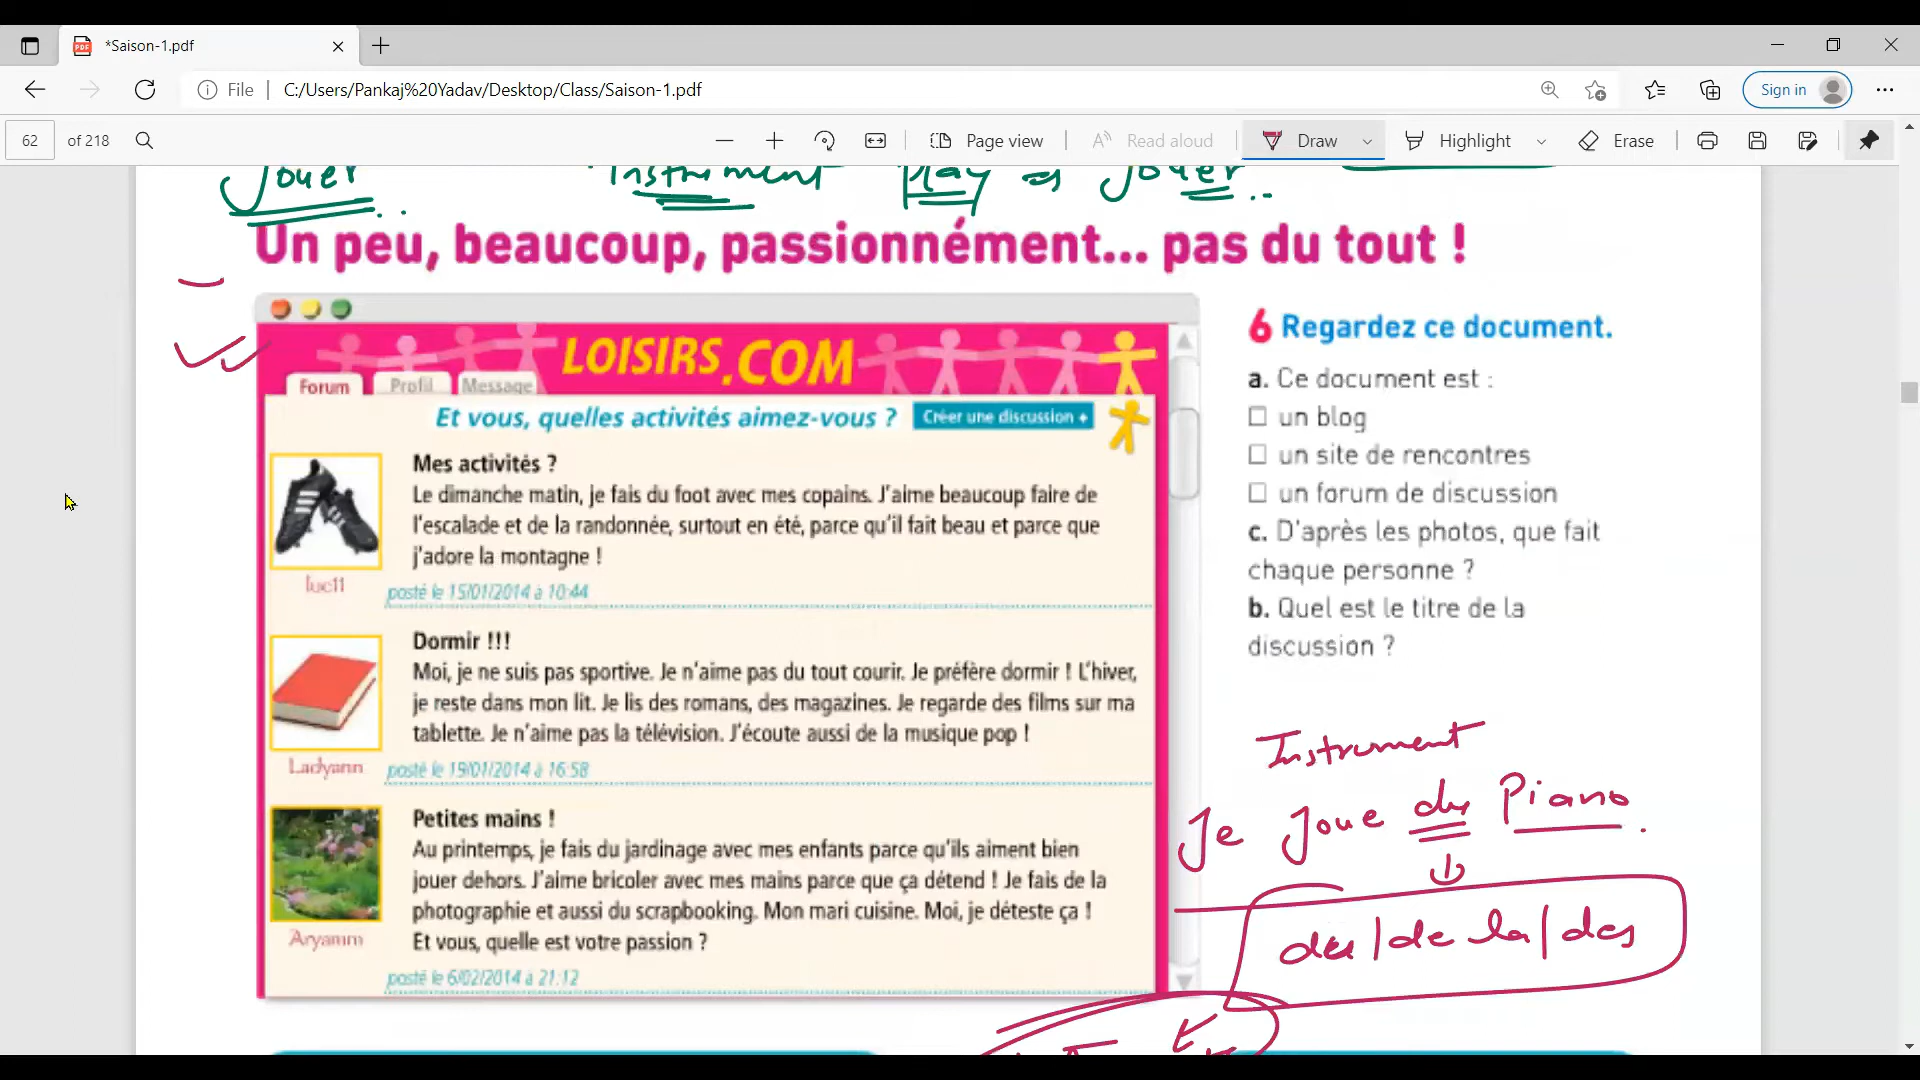 *Saison-1.pdf
File
C:/Users/Pankaj%20Yadav/Desktop/Class/Saison-1.pdf
Sign in
62 of 218
Page view
Read aloud
Draw
Highlight
Erase
Jouer Instrument Play Jouer
Un peu, beaucoup, passionnément... pas du tout !
LOISIRS.COM
Forum Profil Message
Et vous, quelles activités aimez-vous ? Créer une discussion +
Mes activités ?
Le dimanche matin, je fais du foot avec mes copains. J'aime beaucoup faire de
l'escalade et de la randonnée, surtout en été, parce qu'il fait beau et parce que
j'adore la montagne !
luc11
posté le 15/01/2014 à 10:44
Dormir !!!
Moi, je ne suis pas sportive. Je n'aime pas du tout courir. Je préfère dormir ! L'hiver,
je reste dans mon lit. Je lis des romans, des magazines. Je regarde des films sur ma
tablette. Je n'aime pas la télévision. J'écoute aussi de la musique pop !
Ladyann
posté le 19/01/2014 à 16:58
Petites mains !
Au printemps, je fais du jardinage avec mes enfants parce qu'ils aiment bien
jouer dehors. J'aime bricoler avec mes mains parce que ça détend ! Je fais de la
photographie et aussi du scrapbooking. Mon mari cuisine. Moi, je déteste ça !
Et vous, quelle est votre passion ?
Aryamm
posté le 6/02/2014 à 21:12
6 Regardez ce document.
a. Ce document est :
un blog
un site de rencontres
un forum de discussion
c. D'après les photos, que fait
chaque personne ?
b. Quel est le titre de la
discussion ?
Instrument
Je Joue du Piano
du/de la/des